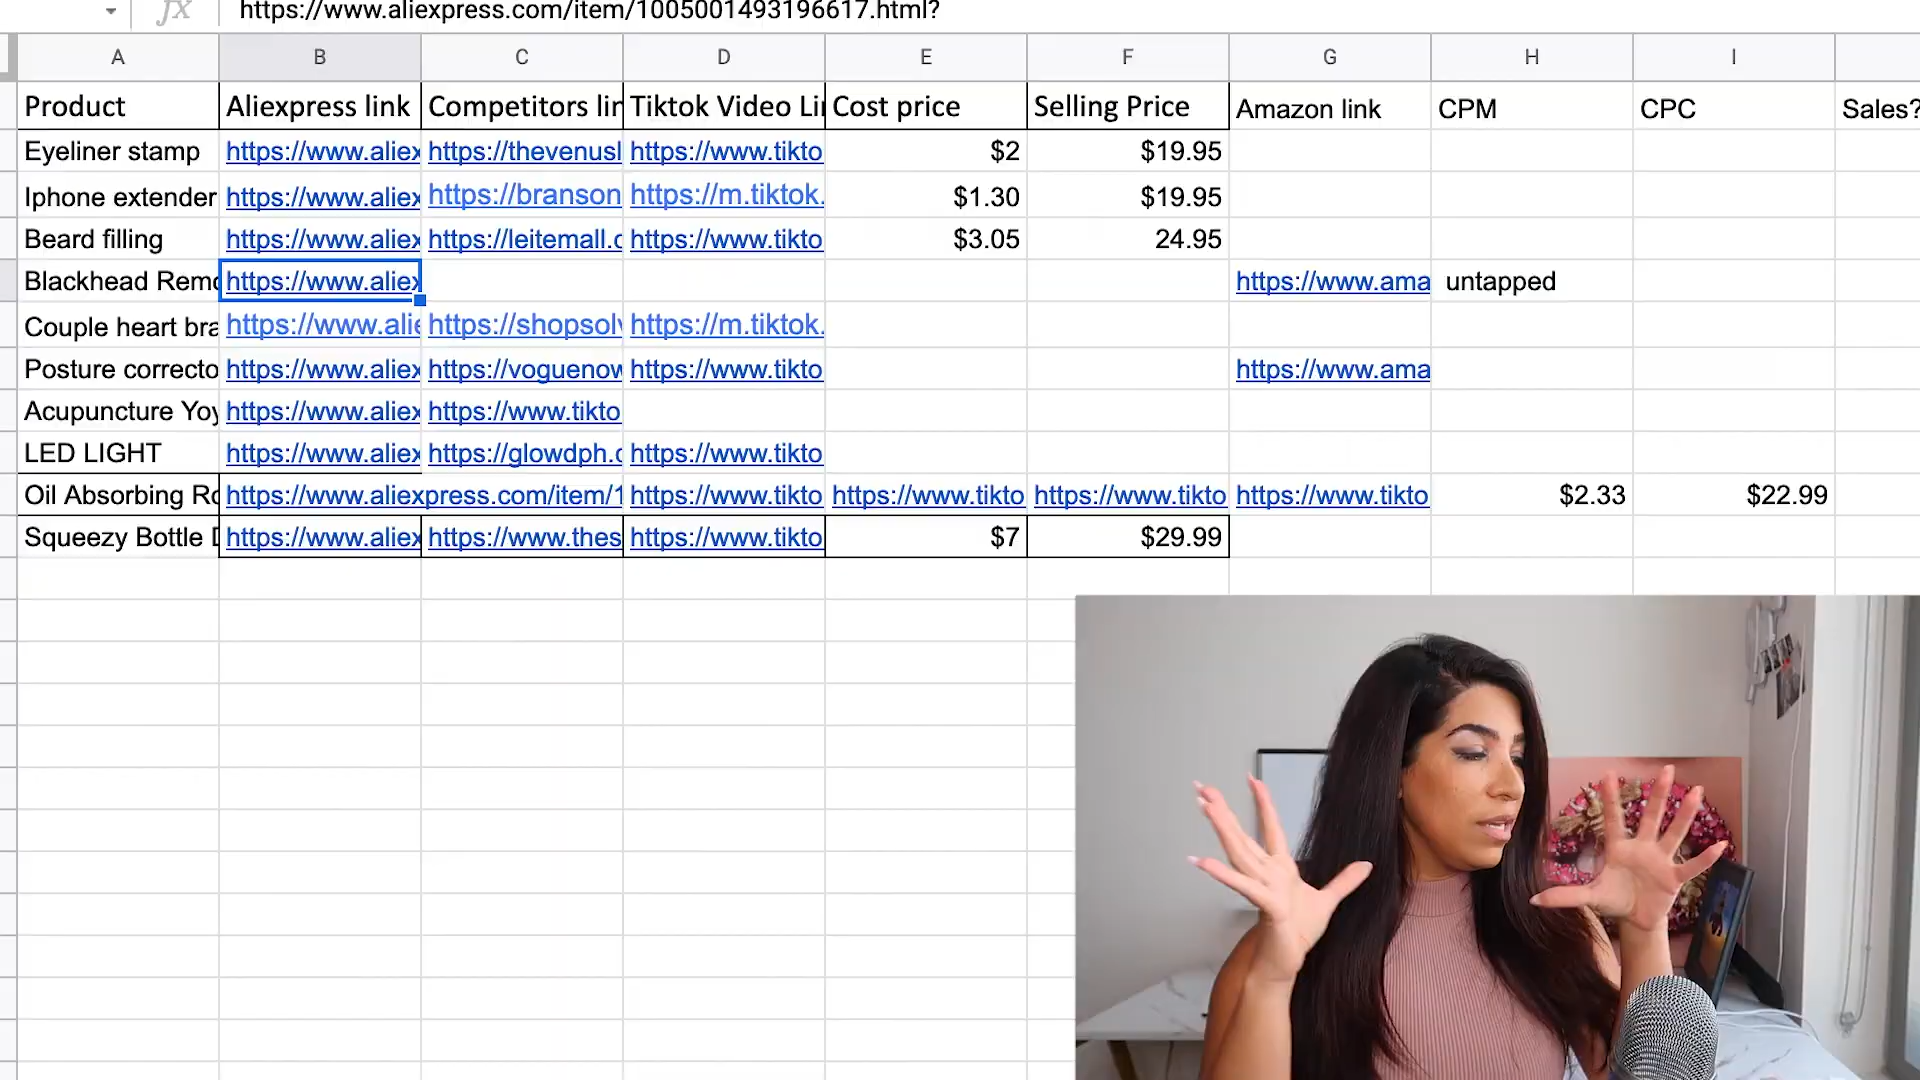 fx https://www.aliexpress.com/item/1005001493196617.html?
A B C D E F G H I
Product Aliexpress link Competitors lin Tiktok Video Li Cost price Selling Price Amazon link CPM CPC Sales?
Eyeliner stamp https://www.aliex https://thevenusl https://www.tikto $2 $19.95
Iphone extender https://www.aliex https://branson https://m.tiktok. $1.30 $19.95
Beard filling https://www.aliex https://leitemall.c https://www.tikto $3.05 24.95
Blackhead Remo https://www.aliex https://www.ama untapped
Couple heart bra https://www.alie https://shopsolv https://m.tiktok.
Posture correcto https://www.aliex https://voguenow https://www.tikto https://www.ama
Acupuncture Yoy https://www.aliex https://www.tikto
LED LIGHT https://www.aliex https://glowdph.c https://www.tikto
Oil Absorbing Ro https://www.aliexpress.com/item/1 https://www.tikto https://www.tikto https://www.tikto https://www.tikto $2.33 $22.99
Squeezy Bottle D https://www.aliex https://www.thes https://www.tikto $7 $29.99